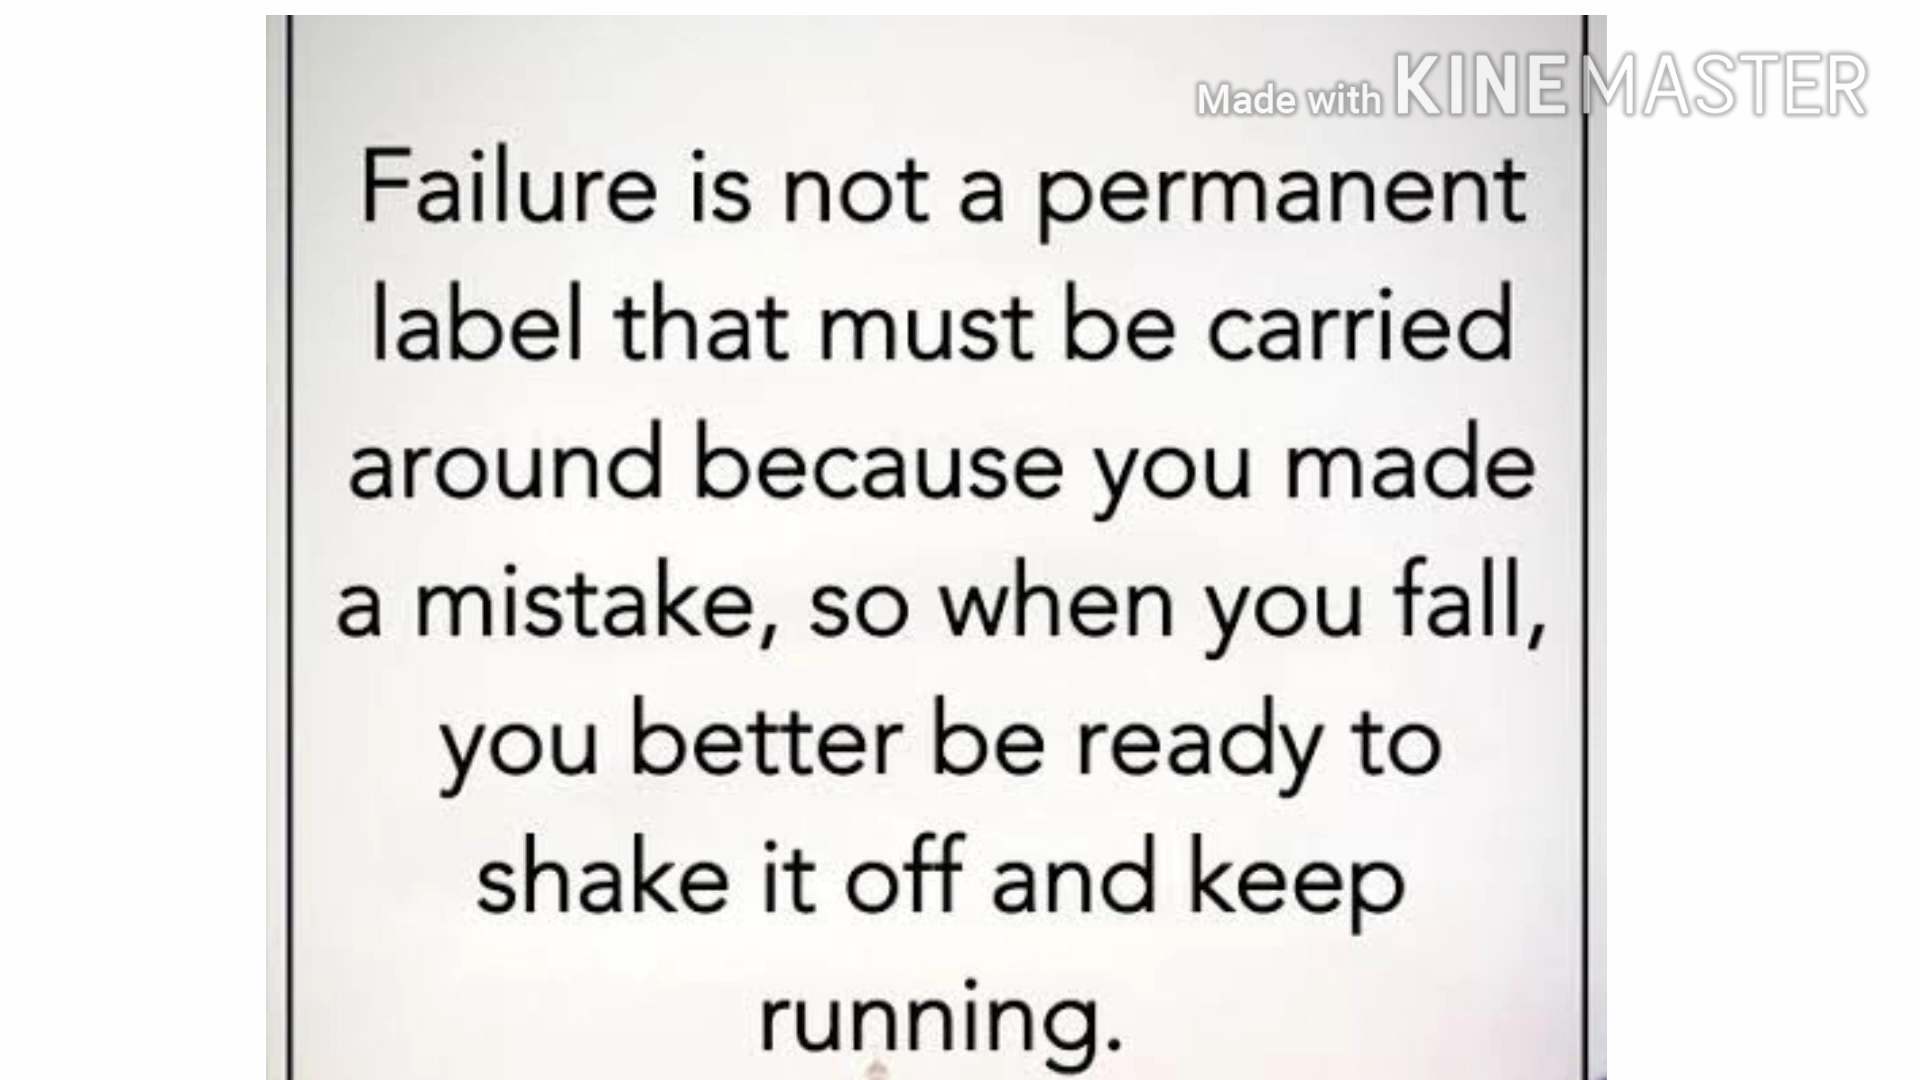 Made with KINEMASTER
Failure is not a permanent
label that must be carried
around because you made
a mistake, so when you fall,
you better be ready to
shake it off and keep
running.